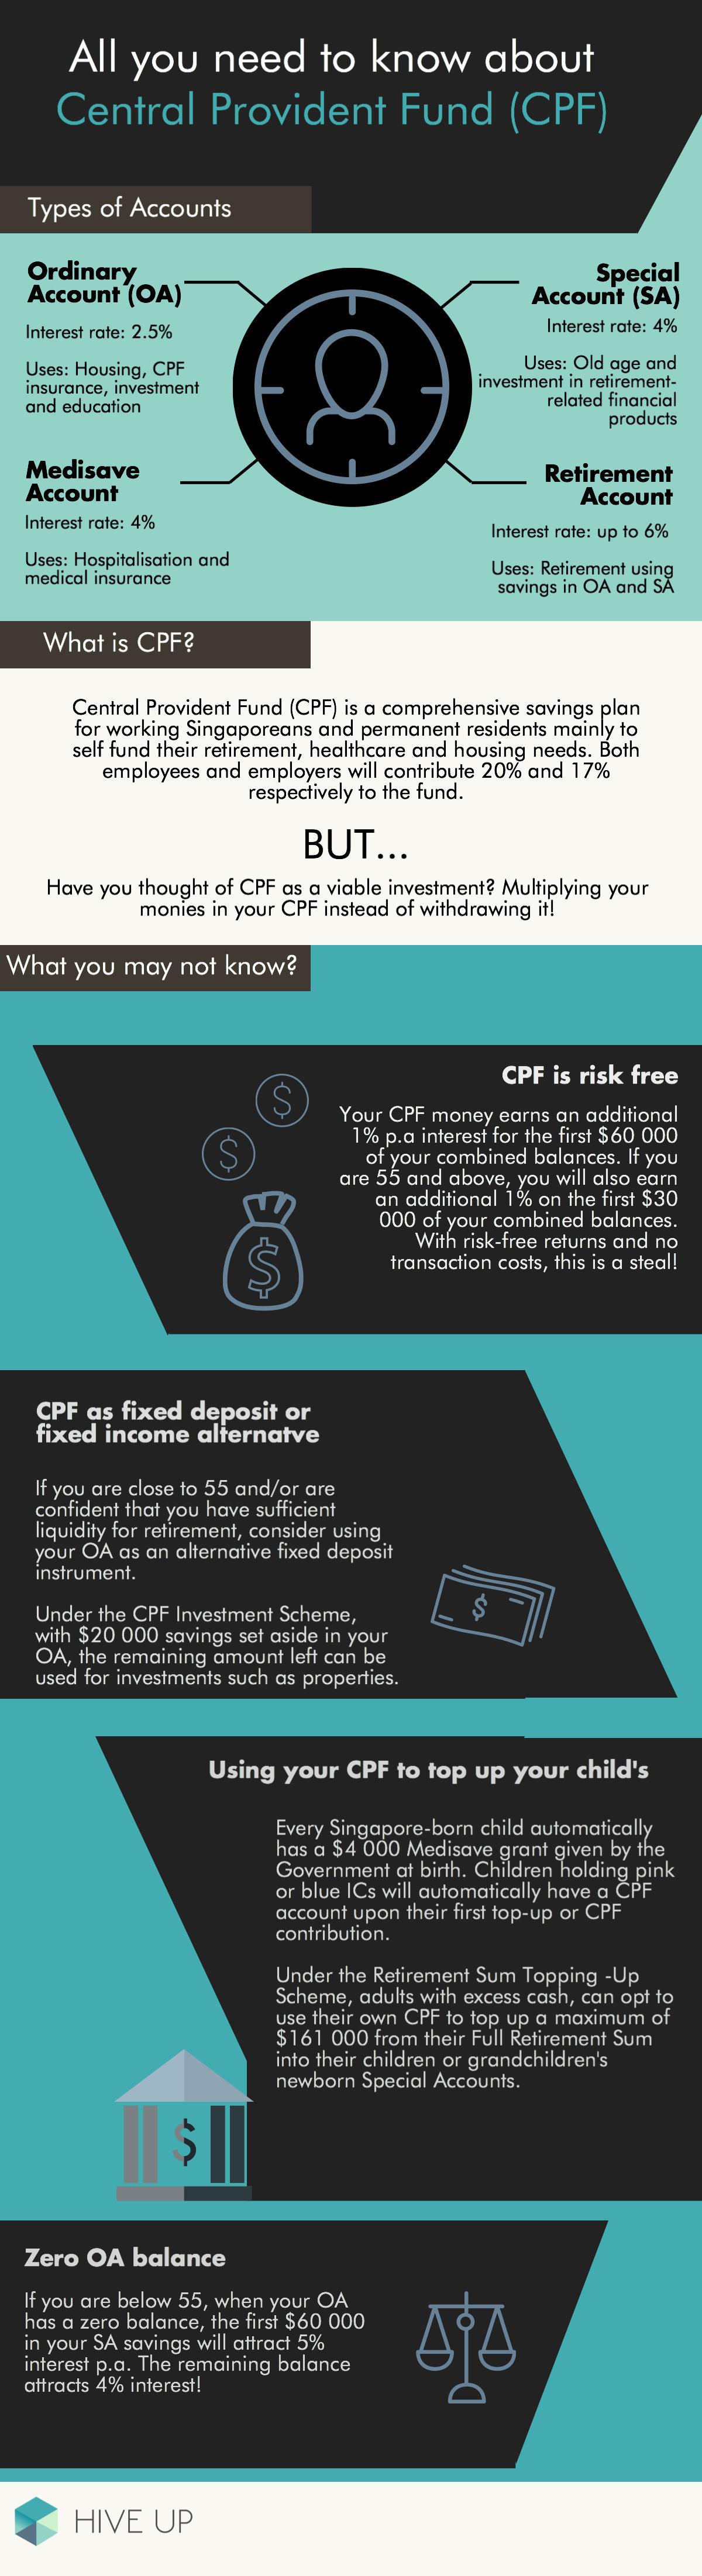 All you need to know about
Central Provident Fund (CPF)
Types of Accounts
Ordinary
Account (OA)
Interest rate: 2.5%
Uses: Housing, CPF
insurance, investment
and education
Special
Account (SA)
Interest rate: 4%
Uses: Old age and
investment in retirement-
related financial
products
Medisave
Account
Interest rate: 4%
Uses: Hospitalisation and
medical insurance
Retirement
Account
Interest rate: up to 6%
Uses: Retirement using
savings in OA and SA
What is CPF?
Central Provident Fund (CPF) is a comprehensive savings plan
for working Singaporeans and permanent residents mainly to
self fund their retirement, healthcare and housing needs. Both
employees and employers will contribute 20% and 17%
respectively to the fund.
BUT...
Have you thought of CPF as a viable investment? Multiplying your
monies in your CPF instead of withdrawing it!
What you may not know?
CPF is risk free
Your CPF money earns an additional
1% p.a interest for the first $60 000
of your combined balances. If you
are 55 and above, you will also earn
an additional 1% on the first $30
000 of your combined balances.
With risk-free returns and no
transaction costs, this is a steal!
$
$
$
CPF as fixed deposit or
fixed income alternatve
If you are close to 55 and/or are
confident that you have sufficient
liquidity for retirement, consider using
your OA as an alternative fixed deposit
instrument.
Under the CPF Investment Scheme,
with $20 000 savings set aside in your
OA, the remaining amount left can be
used for investments such as properties.
$
Using your CPF to top up your child's
Every Singapore-born child automatically
has a $4 000 Medisave grant given by the
Government at birth. Children holding pink
or blue ICs will automatically have a CPF
account upon their first top-up or CPF
contribution.
Under the Retirement Sum Topping -Up
Scheme, adults with excess cash, can opt to
use their own CPF to top up a maximum of
$161 000 from their Full Retirement Sum
into their children or grandchildren's
newborn Special Accounts.
$
Zero OA balance
If you are below 55, when your OA
has a zero balance, the first $60 000
in your SA savings will attract 5%
interest p.a. The remaining balance
attracts 4% interest!
HIVE UP